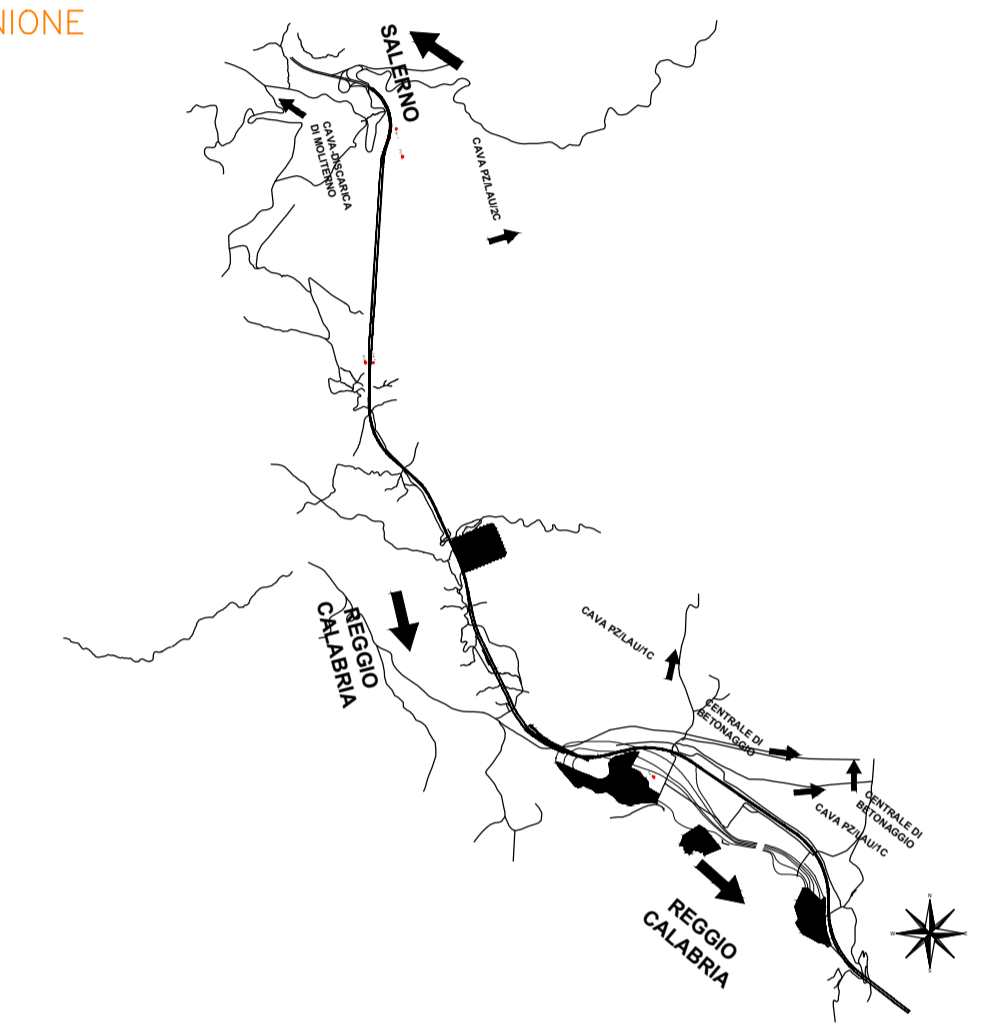 NIONE
SALERNO
CAVA-DISCARICA
DI MOLITERNO
CAVA PZ/LAU/2C
REGGIO
CALABRIA
CAVA PZ/LAU/1C
CENTRALE DI
BETONAGGIO
CENTRALE DI
BETONAGGIO
CAVA PZ/LAU/1C
REGGIO
CALABRIA
N
W
E
S